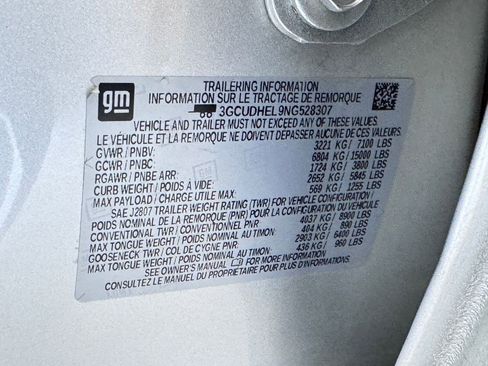 gm
TRAILERING INFORMATION
INFORMATION SUR LE TRACTAGE DE REMORQUE
3GCUDHEL9NG528307
VEHICLE AND TRAILER MUST NOT EXCEED ANY OF THESE VALUES
LE VÉHICULE ET LA REMORQUE NE DOIVENT DÉPASSER AUCUNE DE CES VALEURS
GVWR / PNBV: 3221 KG / 7100 LBS
GCWR / PNBC: 6804 KG / 15000 LBS
RGAWR / PNBE ARR: 1724 KG / 3800 LBS
CURB WEIGHT / POIDS À VIDE: 2652 KG / 5845 LBS
MAX PAYLOAD / CHARGE UTILE MAX: 569 KG / 1255 LBS
SAE J2807 TRAILER WEIGHT RATING (TWR) FOR VEHICLE CONFIGURATION
POIDS NOMINAL DE LA REMORQUE (PNR) POUR LA CONFIGURATION DU VÉHICULE
CONVENTIONAL TWR / CONVENTIONNEL PNR: 4037 KG / 8900 LBS
MAX TONGUE WEIGHT / POIDS NOMINAL AU TIMON: 404 KG / 890 LBS
GOOSENECK TWR / COL DE CYGNE PNR: 2903 KG / 6400 LBS
MAX TONGUE WEIGHT / POIDS NOMINAL AU TIMON: 436 KG / 960 LBS
SEE OWNER'S MANUAL FOR MORE INFORMATION
CONSULTEZ LE MANUEL DU PROPRIÉTAIRE POUR PLUS D'INFORMATIONS.